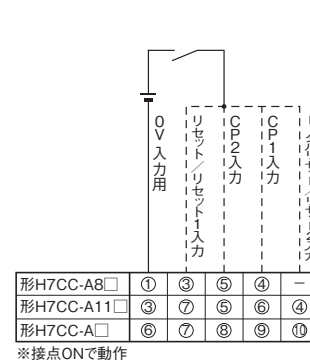 0V入力用
リセット/リセット1入力
CP2入力
CP1入力
形H7CC-A8□ ① ③ ⑤ ④ −
形H7CC-A11□ ③ ⑦ ⑤ ⑥ ④
形H7CC-A□ ⑥ ⑦ ⑧ ⑨ ⑩
※接点ONで動作